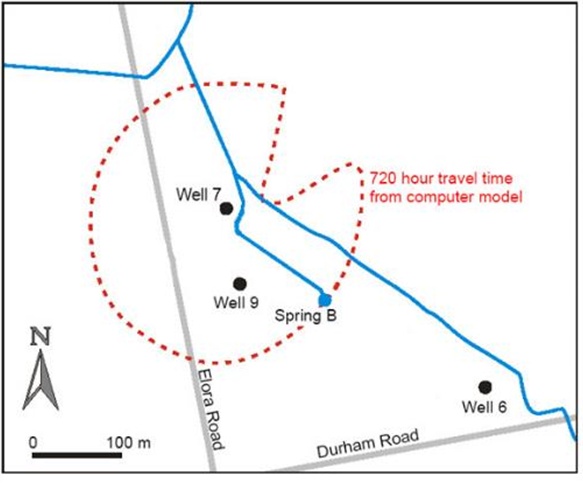 Well 7
720 hour travel time
from computer model
Well 9
Spring B
N
Elora Road
Well 6
0 100 m
Durham Road